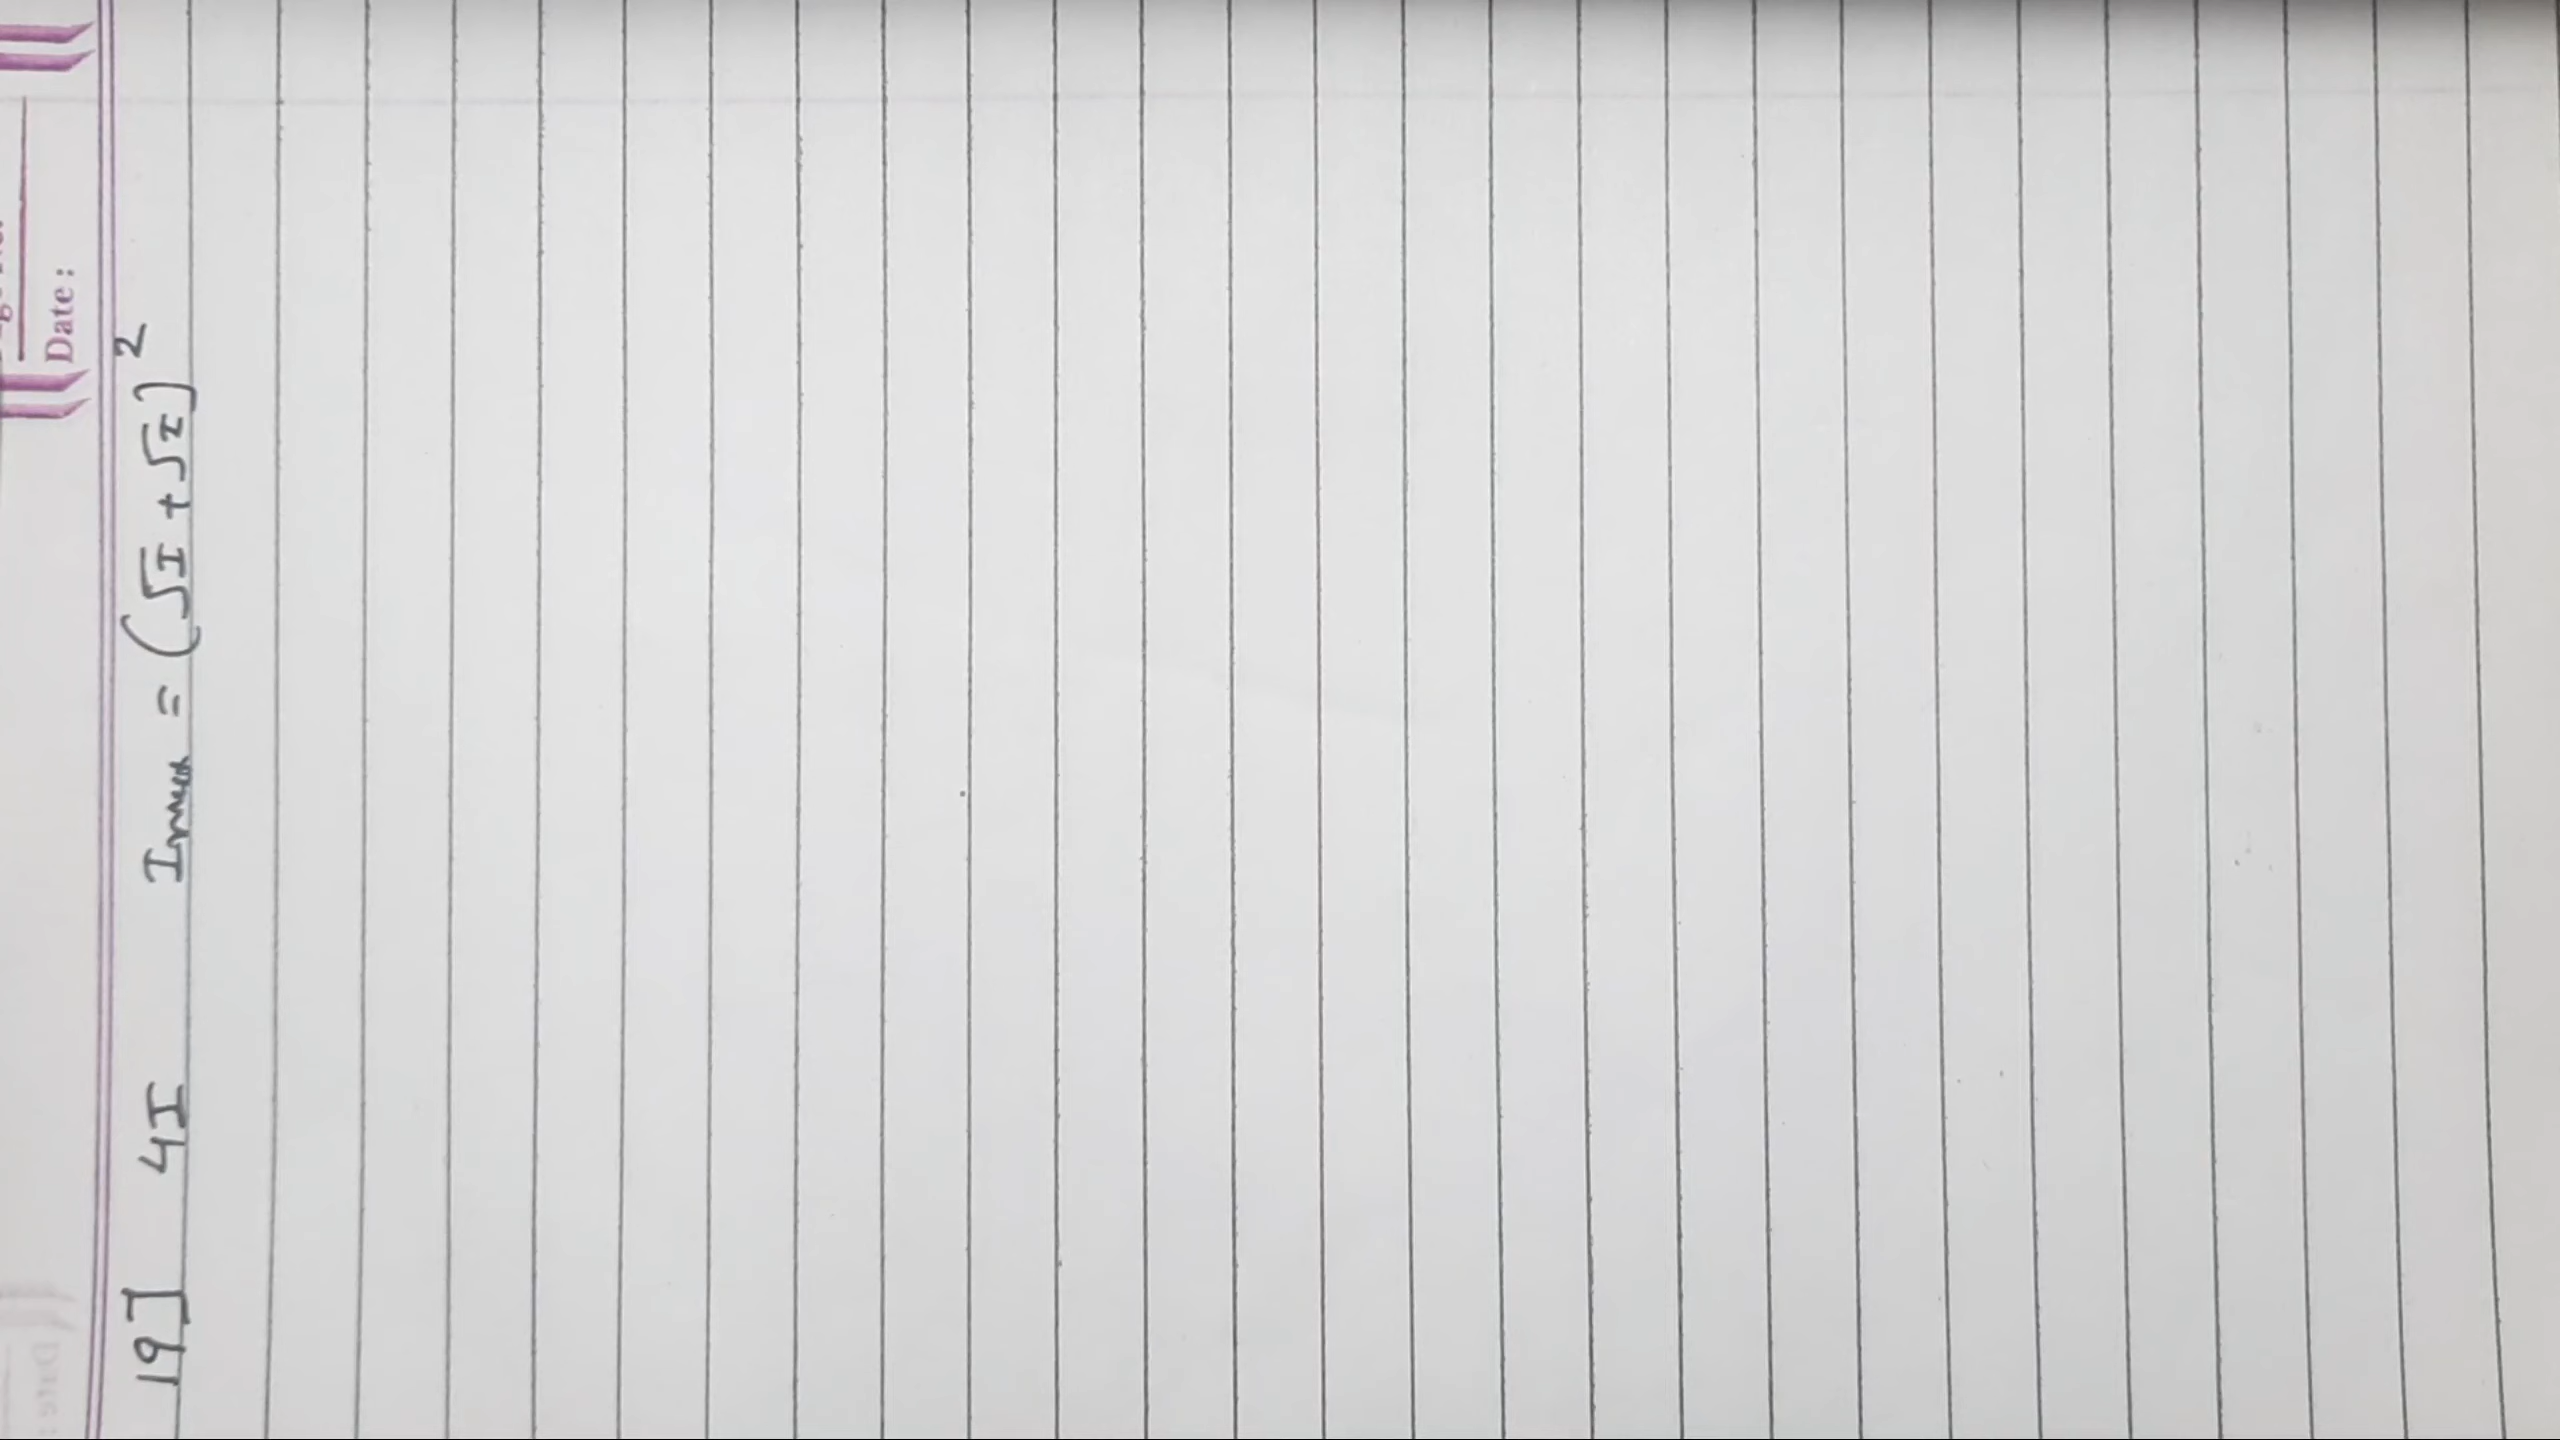 Date:
19] 4I Imax = (√I + √I]²